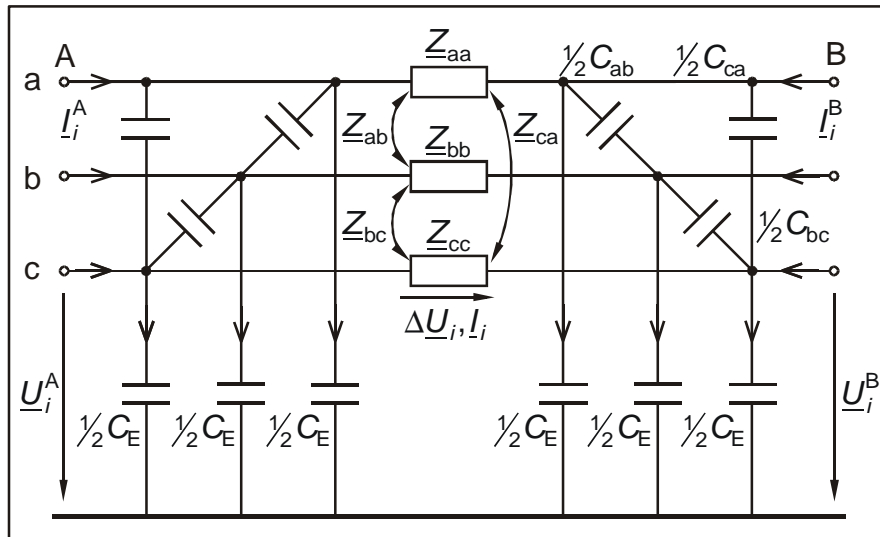 A Z_aa ½C_ab ½C_ca B
a
I_i^A Z_ab Z_bb Z_ca I_i^B
b
Z_bc Z_cc ½C_bc
c
ΔU_i, I_i
U_i^A U_i^B
½C_E ½C_E ½C_E ½C_E ½C_E ½C_E